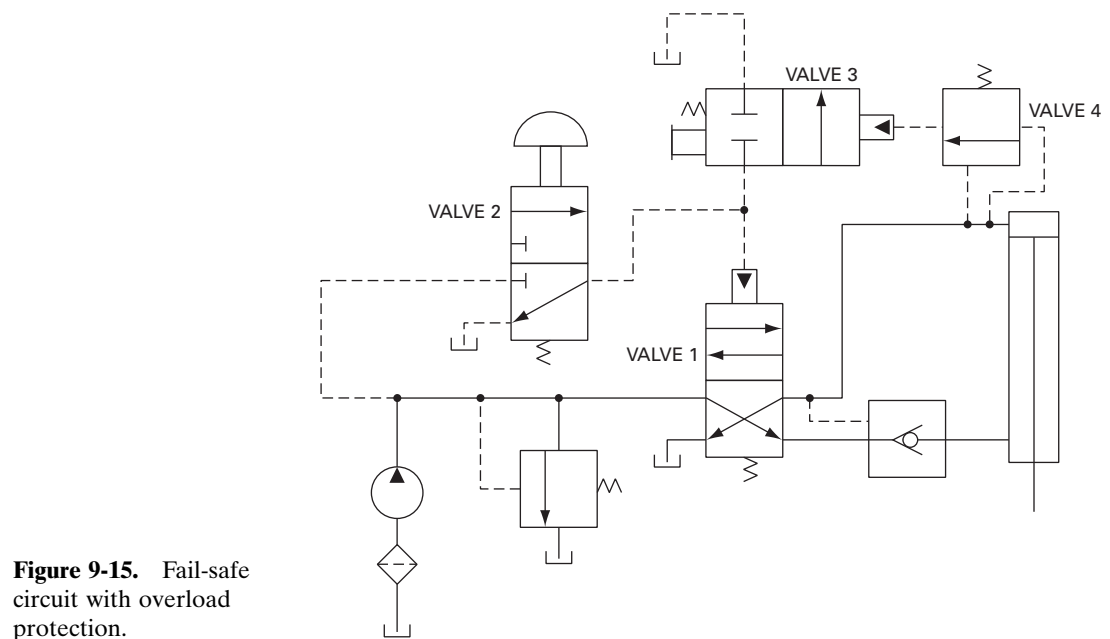 VALVE 3
VALVE 4
VALVE 2
VALVE 1
Figure 9-15. Fail-safe
circuit with overload
protection.